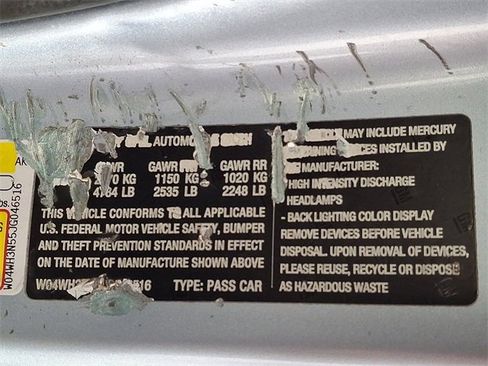 AUTOMOBILE
GAWR RR
KG 1150 KG 1020 KG
LB 2535 LB 2248 LB
THIS VEHICLE CONFORMS TO ALL APPLICABLE
U.S. FEDERAL MOTOR VEHICLE SAFETY, BUMPER
AND THEFT PREVENTION STANDARDS IN EFFECT
ON THE DATE OF MANUFACTURE SHOWN ABOVE
TYPE: PASS CAR
MAY INCLUDE MERCURY
INSTALLED BY
MANUFACTURER:
HIGH INTENSITY DISCHARGE
HEADLAMPS
- BACK LIGHTING COLOR DISPLAY
REMOVE DEVICES BEFORE VEHICLE
DISPOSAL. UPON REMOVAL OF DEVICES,
PLEASE REUSE, RECYCLE OR DISPOSE
AS HAZARDOUS WASTE
W04WH3N55JG046516